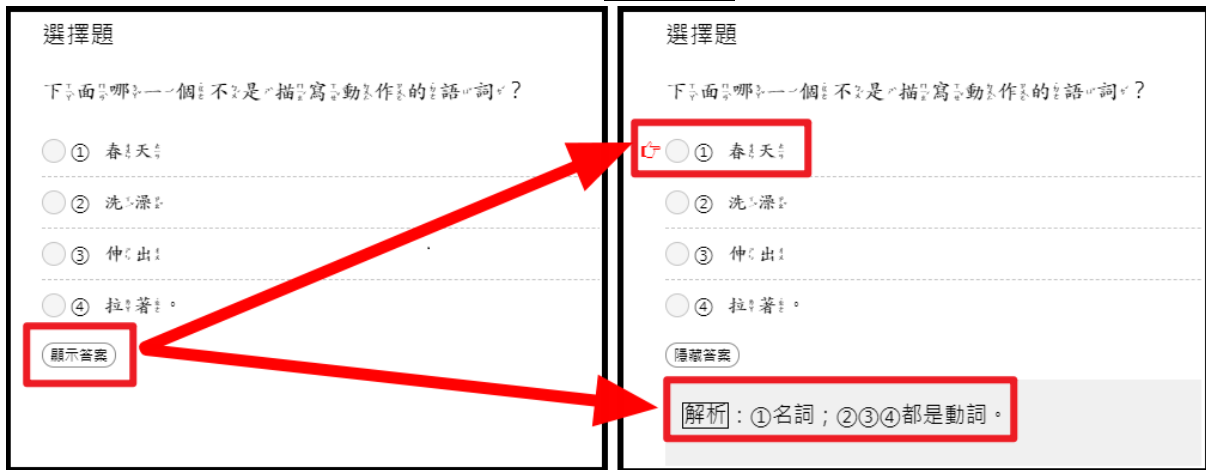 選擇題
下面哪一個不是描寫動作的語詞？
① 春天
② 洗澡
③ 伸出
④ 拉著。
顯示答案
選擇題
下面哪一個不是描寫動作的語詞？
① 春天
② 洗澡
③ 伸出
④ 拉著。
隱藏答案
解析：①名詞；②③④都是動詞。